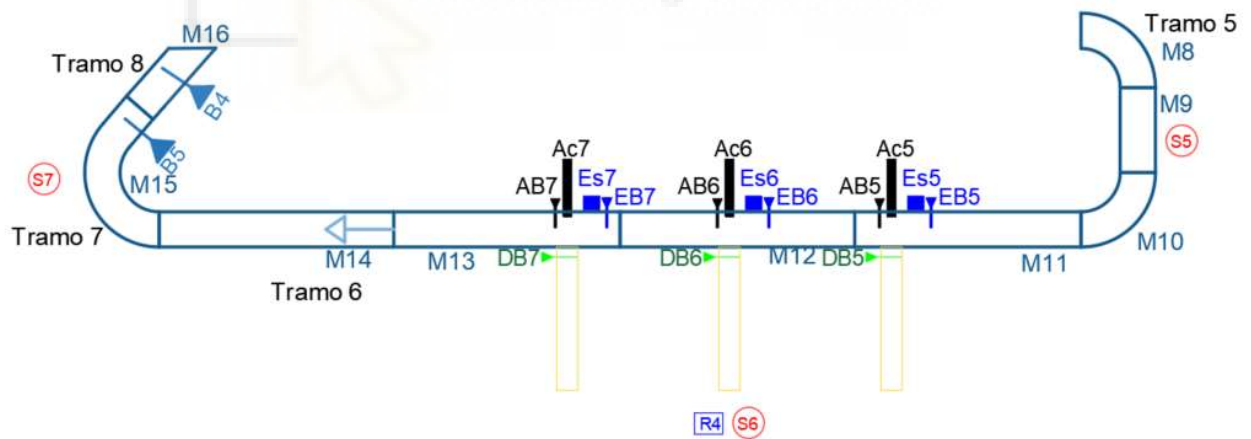 M16
Tramo 5
Tramo 8
M8
B4
M9
B5
S5
Ac7
Ac6
Ac5
S7
M15
AB7
Es7
EB7
AB6
Es6
EB6
AB5
Es5
EB5
Tramo 7
M14
M13
DB7
DB6
M12
DB5
M11
M10
Tramo 6
R4
S6